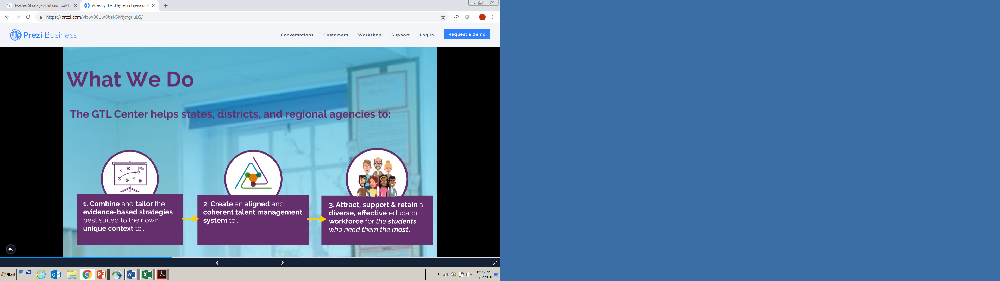 Teacher Shortage Solutions Toolkit
Advisory Board by Jenni Fipaza on P
https://prezi.com/view/30UwOtlsKSkNjcrguuLG/
L
Prezi Business
Conversations
Customers
Workshop
Support
Log in
Request a demo
What We Do
The GTL Center helps states, districts, and regional agencies to:
1. Combine and tailor the
evidence-based strategies
best suited to their own
unique context to...
2. Create an aligned and
coherent talent management
system to...
3. Attract, support & retain a
diverse, effective educator
workforce for the students
who need them the most.
Start
8:06 PM
11/5/2018